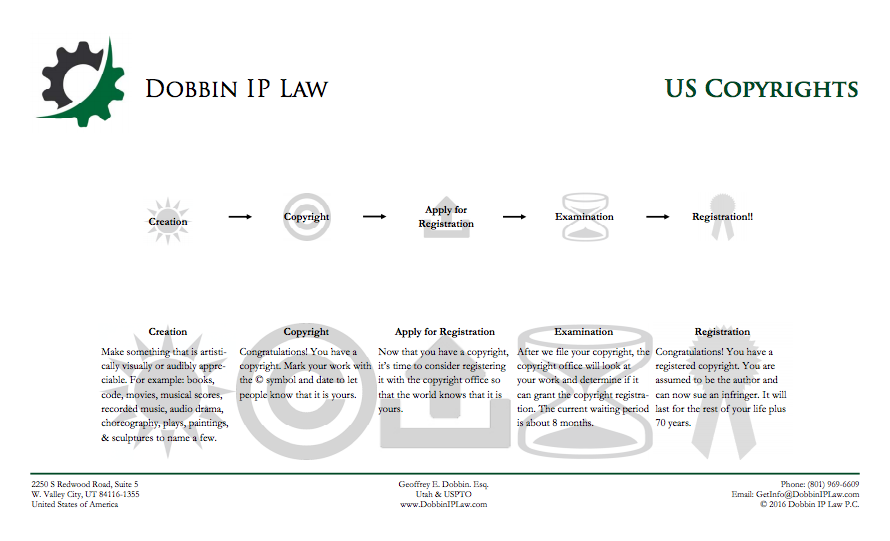 DOBBIN IP LAW
US COPYRIGHTS
Creation
Copyright
Apply for
Registration
Examination
Registration!!
Creation
Make something that is artisti-
cally visually or audibly appre-
ciable. For example: books,
code, movies, musical scores,
recorded music, audio drama,
choreography, plays, paintings,
& sculptures to name a few.
Copyright
Congratulations! You have a
copyright. Mark your work with
the © symbol and date to let
people know that it is yours.
Apply for Registration
Now that you have a copyright,
it's time to consider registering
it with the copyright office so
that the world knows that it is
yours.
Examination
After we file your copyright, the
copyright office will look at
your work and determine if it
can grant the copyright registra-
tion. The current waiting period
is about 8 months.
Registration
Congratulations! You have a
registered copyright. You are
assumed to be the author and
can now sue an infringer. It will
last for the rest of your life plus
70 years.
2250 S Redwood Road, Suite 5
W. Valley City, UT 84116-1355
United States of America
Geoffrey E. Dobbin. Esq.
Utah & USPTO
www.DobbinIPLaw.com
Phone: (801) 969-6609
Email: GetInfo@DobbinIPLaw.com
© 2016 Dobbin IP Law P.C.